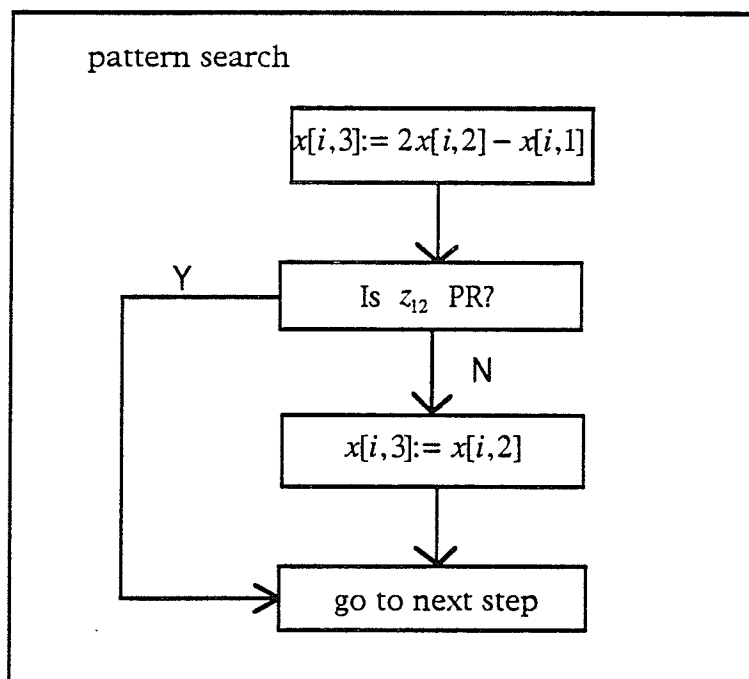 pattern search
x[i,3]:= 2x[i,2] − x[i,1]
Is z₁₂ PR?
Y
N
x[i,3]:= x[i,2]
go to next step